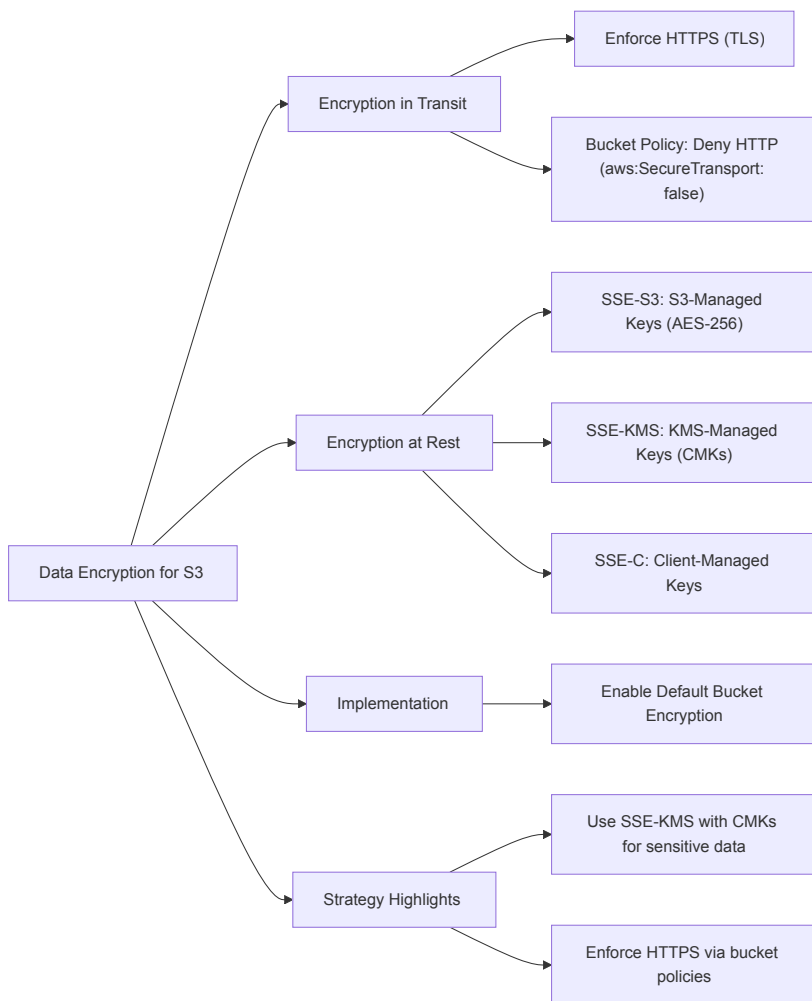 Enforce HTTPS (TLS)
Encryption in Transit
Bucket Policy: Deny HTTP
(aws:SecureTransport:
false)
SSE-S3: S3-Managed
Keys (AES-256)
Encryption at Rest
SSE-KMS: KMS-Managed
Keys (CMKs)
Data Encryption for S3
SSE-C: Client-Managed
Keys
Implementation
Enable Default Bucket
Encryption
Use SSE-KMS with CMKs
for sensitive data
Strategy Highlights
Enforce HTTPS via bucket
policies